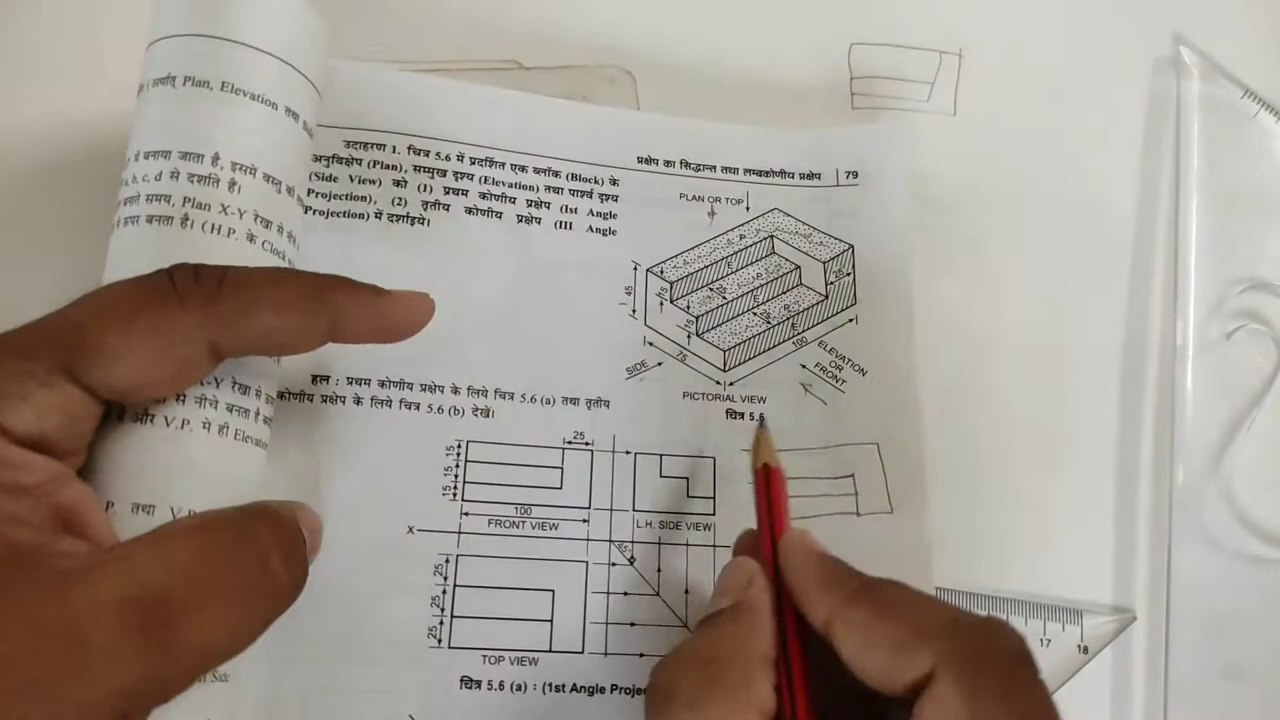 (अर्थात् Plan, Elevation तथा
से बनाया जाता है, इसमें वस्तु की
a, b, c, d से दर्शाते हैं।
बनाते समय, Plan X-Y रेखा से नीचे
ऊपर बनता है। (H.P. के Clock
X-Y रेखा से
से नीचे बनता है
और V.P. में ही Elevation
P. तथा V.P.
Side
प्रक्षेप का सिद्धान्त तथा लम्बकोणीय प्रक्षेप 79
उदाहरण 1. चित्र 5.6 में प्रदर्शित एक ब्लॉक (Block) के
अनुविक्षेप (Plan), सम्मुख दृश्य (Elevation) तथा पार्श्व दृश्य
(Side View) को (1) प्रथम कोणीय प्रक्षेप (Ist Angle
Projection), (2) तृतीय कोणीय प्रक्षेप (III Angle
Projection) में दर्शाइये।
PLAN OR TOP
P
E
P
E
E
25
45
15
15
75
100
SIDE
ELEVATION
OR
FRONT
PICTORIAL VIEW
चित्र 5.6
हल : प्रथम कोणीय प्रक्षेप के लिये चित्र 5.6 (a) तथा तृतीय
कोणीय प्रक्षेप के लिये चित्र 5.6 (b) देखें।
25
15
15
15
100
FRONT VIEW
L.H. SIDE VIEW
X
45°
25
25
25
TOP VIEW
चित्र 5.6 (a) : (1st Angle
17
18